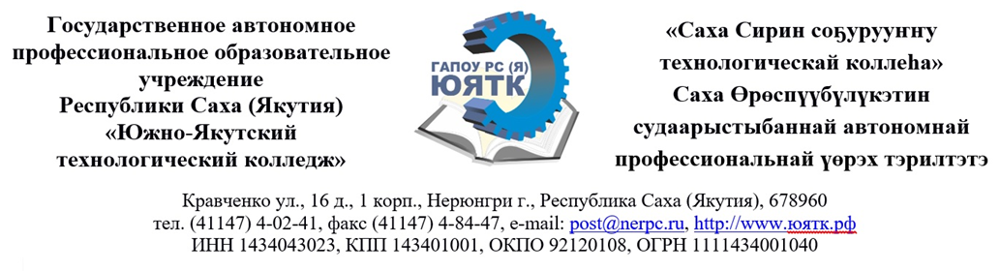 Государственное автономное
профессиональное образовательное
учреждение
Республики Саха (Якутия)
«Южно-Якутский
технологический колледж»
ГАПОУ РС (Я)
ЮЯТК
«Саха Сирин соҕурууҥҥу
технологическай коллеһа»
Саха Өрөспүүбүлүкэтин
судаарыстыбаннай автономнай
профессиональнай үөрэх тэрилтэтэ
Кравченко ул., 16 д., 1 корп., Нерюнгри г., Республика Саха (Якутия), 678960
тел. (41147) 4-02-41, факс (41147) 4-84-47, e-mail: post@nerpc.ru, http://www.юятк.рф
ИНН 1434043023, КПП 143401001, ОКПО 92120108, ОГРН 1111434001040